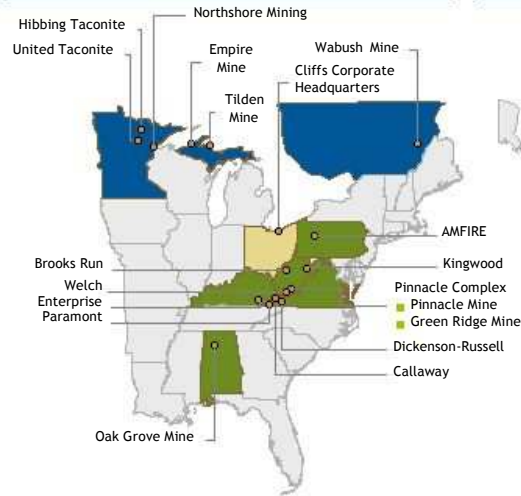 Northshore Mining
Hibbing Taconite
United Taconite
Empire
Mine
Tilden
Mine
Wabush Mine
Cliffs Corporate
Headquarters
AMFIRE
Brooks Run
Kingwood
Welch
Enterprise
Paramont
Pinnacle Complex
Pinnacle Mine
Green Ridge Mine
Dickenson-Russell
Callaway
Oak Grove Mine